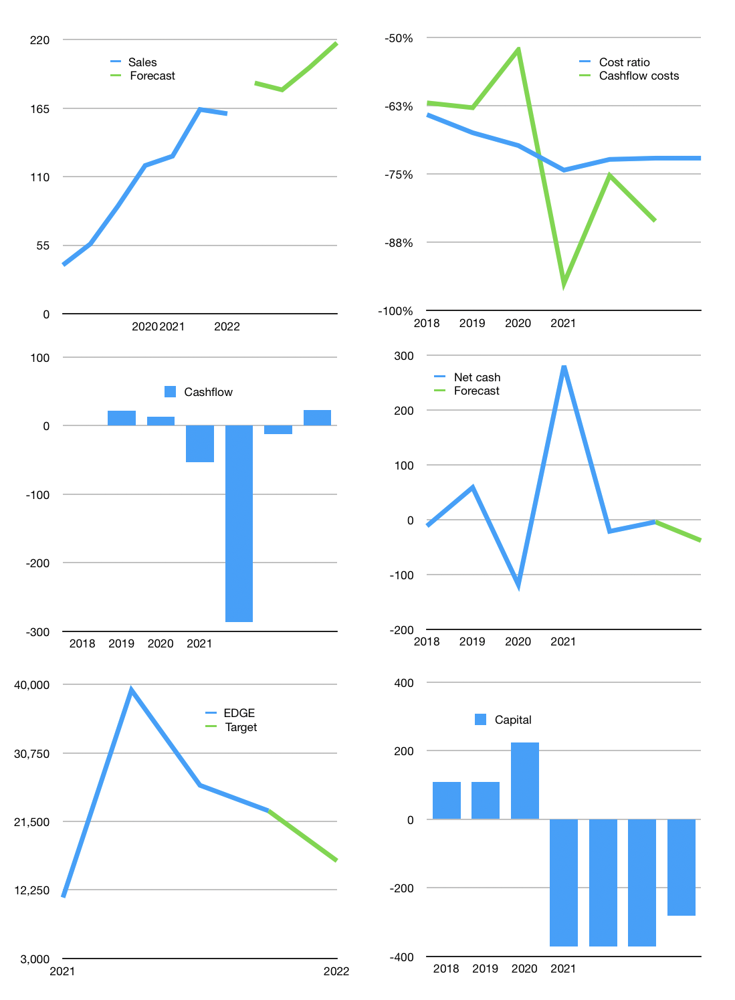 220
165
110
55
0
Sales
Forecast
2020 2021 2022
-50%
-63%
-75%
-88%
-100%
Cost ratio
Cashflow costs
2018 2019 2020 2021
100
0
-100
-200
-300
Cashflow
2018 2019 2020 2021
300
200
100
0
-100
-200
Net cash
Forecast
2018 2019 2020 2021
40,000
30,750
21,500
12,250
3,000
EDGE
Target
2021 2022
400
200
0
-200
-400
Capital
2018 2019 2020 2021